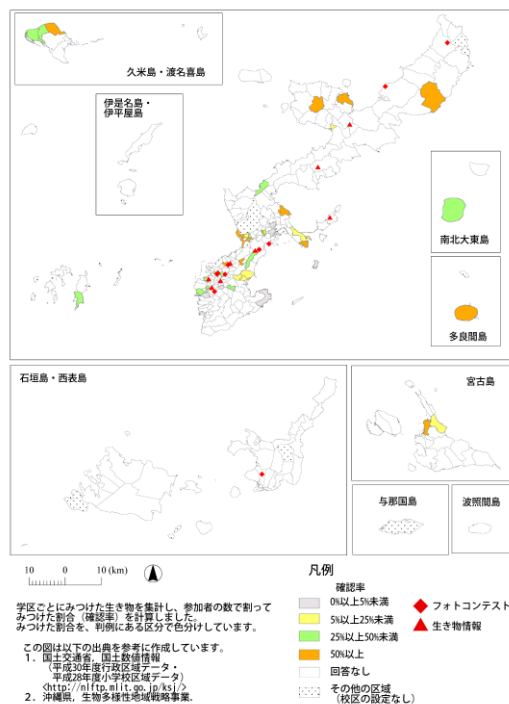 久米島・渡名喜島
伊是名島・
伊平屋島
南北大東島
多良間島
石垣島・西表島
宮古島
与那国島
波照間島
10 0 10 (km)
凡例
確認率
0%以上5%未満
5%以上25%未満
25%以上50%未満
50%以上
回答なし
その他の区域
(校区の設定なし)
フォトコンテスト
生き物情報
学区ごとにみつけた生き物を集計し、参加者の数で割って
みつけた割合（確認率）を計算しました。
みつけた割合を、判例にある区分で色分けしています。
この図は以下の出典を参考に作成しています。
1. 国土交通省, 国土数値情報
（平成30年度行政区域データ・
平成28年度小学校区域データ）
<http://nlftp.mlit.go.jp/ksj/>
2. 沖縄県, 生物多様性地域戦略事業.